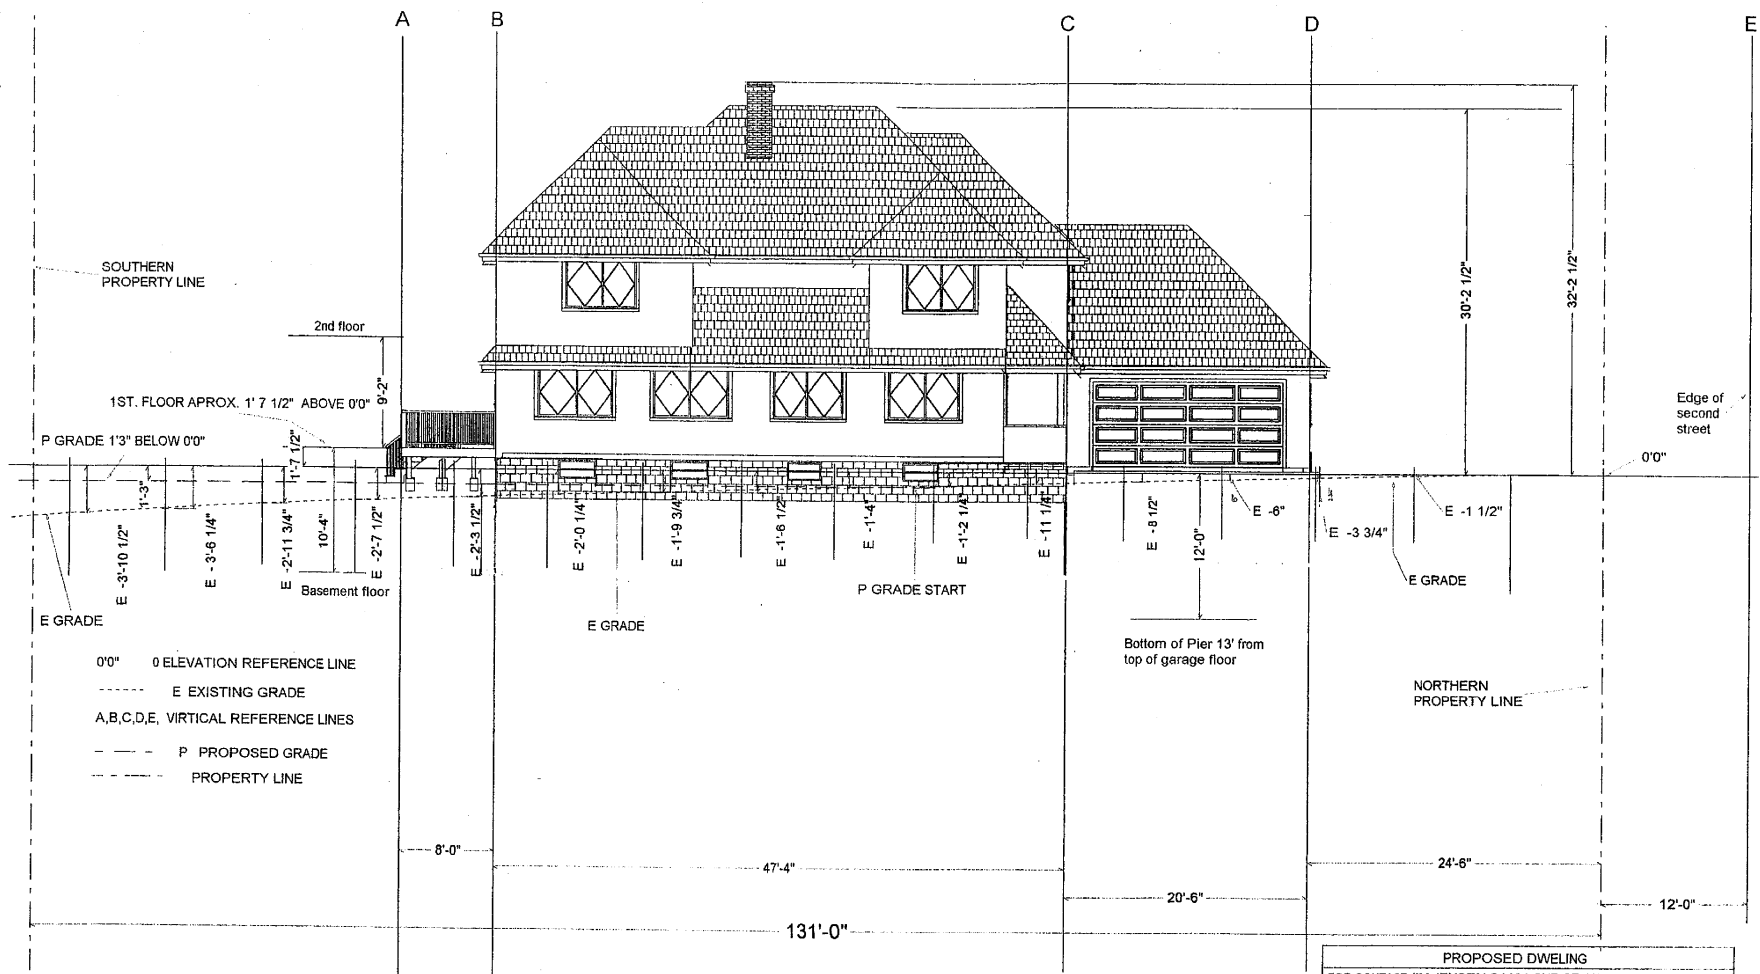 A
B
C
D
E
SOUTHERN
PROPERTY LINE
2nd floor
9'-2"
1ST. FLOOR APROX. 1' 7 1/2" ABOVE 0'0"
P GRADE 1'3" BELOW 0'0"
1'-7 1/2"
1'-3"
30'-2 1/2"
32'-2 1/2"
Edge of
second
street
0'0"
E -3'-10 1/2"
E -3'-6 1/4"
E -2'-11 3/4"
10'-4"
E -2'-7 1/2"
E -2'-3 1/2"
E -2'-0 1/4"
E -1'-9 3/4"
E -1'-6 1/2"
E -1'-4"
E -1'-2 1/4"
E -11 1/4"
E -8 1/2"
12'-0"
6"
E -6"
E -3 3/4"
E -1 1/2"
Basement floor
P GRADE START
E GRADE
E GRADE
E GRADE
Bottom of Pier 13' from
top of garage floor
0'0" 0 ELEVATION REFERENCE LINE
E EXISTING GRADE
A,B,C,D,E, VIRTICAL REFERENCE LINES
P PROPOSED GRADE
PROPERTY LINE
NORTHERN
PROPERTY LINE
8'-0"
47'-4"
24'-6"
20'-6"
12'-0"
131'-0"
PROPOSED DWELING